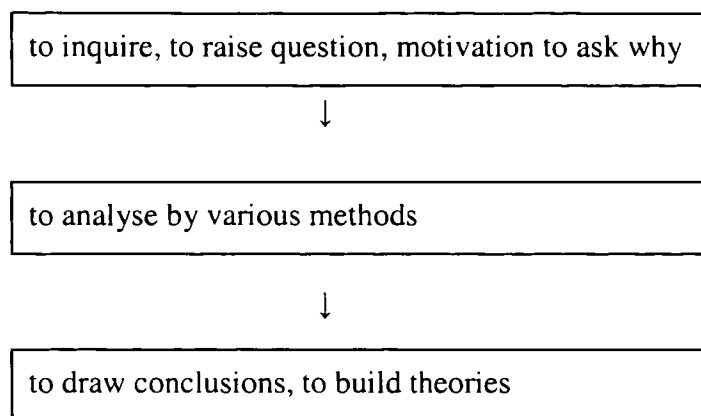 to inquire, to raise question, motivation to ask why
↓
to analyse by various methods
↓
to draw conclusions, to build theories